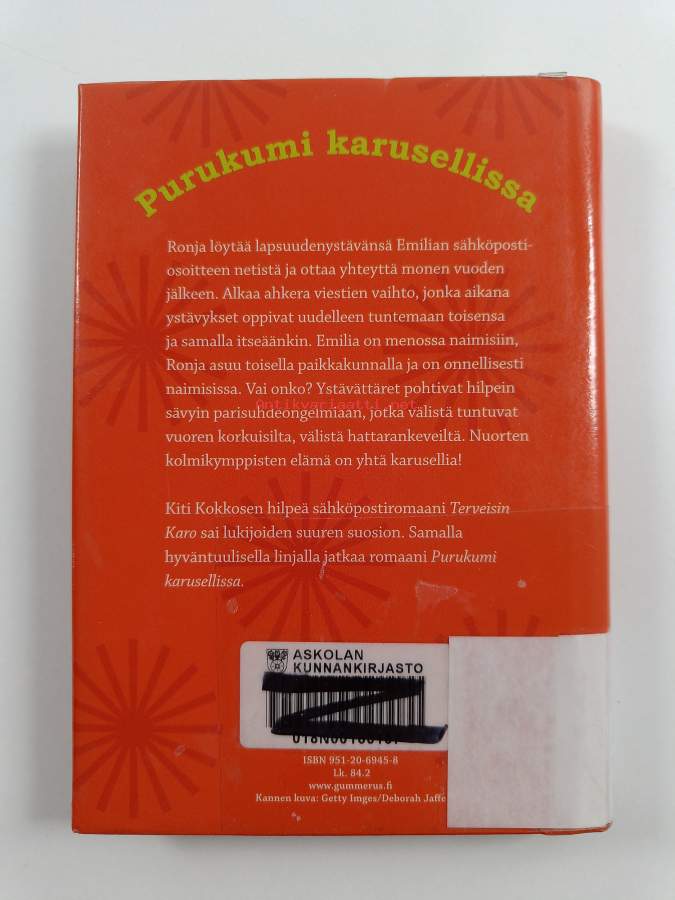 Purukumi karusellissa
Ronja löytää lapsuudenystävänsä Emilian sähköposti-
osoitteen netistä ja ottaa yhteyttä monen vuoden
jälkeen. Alkaa ahkera viestien vaihto, jonka aikana
ystävykset oppivat uudelleen tuntemaan toisensa
ja samalla itseäänkin. Emilia on menossa naimisiin,
Ronja asuu toisella paikkakunnalla ja on onnellisesti
naimisissa. Vai onko? Ystävättäret pohtivat hilpein
antikvariaatti.net
sävyin parisuhdeongelmiaan, jotka välistä tuntuvat
vuoren korkuisilta, välistä hattarankeveiltä. Nuorten
kolmikymppisten elämä on yhtä karusellia!
Kiti Kokkosen hilpeä sähköpostiromaani Terveisin
Karo sai lukijoiden suuren suosion. Samalla
hyväntuulisella linjalla jatkaa romaani Purukumi
karusellissa.
ASKOLAN
KUNNANKIRJASTO
ISBN 951-20-6945-8
Lk. 84.2
www.gummerus.fi
Kannen kuva: Getty Imges/Deborah Jaffe